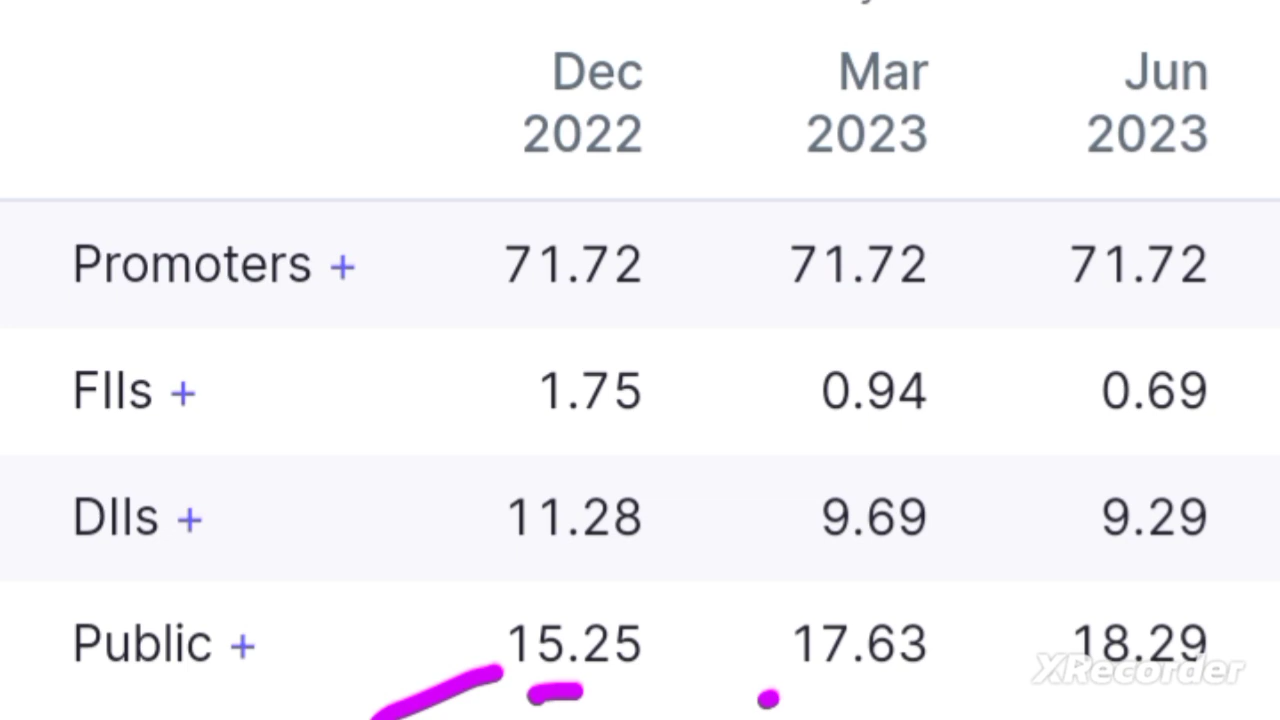 Dec Mar Jun
2022 2023 2023
Promoters + 71.72 71.72 71.72
FIIs + 1.75 0.94 0.69
DIIs + 11.28 9.69 9.29
Public + 15.25 17.63 18.29
XRecorder